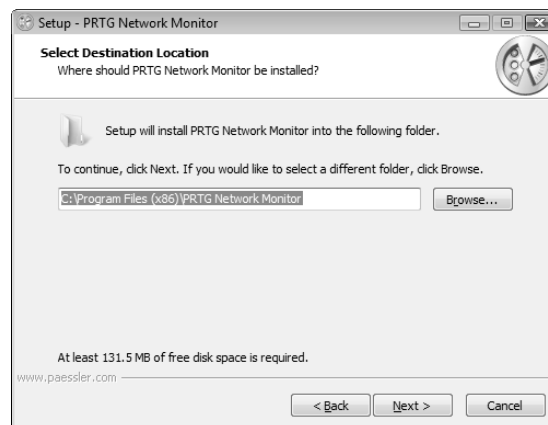 Setup - PRTG Network Monitor
Select Destination Location
Where should PRTG Network Monitor be installed?
Setup will install PRTG Network Monitor into the following folder.
To continue, click Next. If you would like to select a different folder, click Browse.
C:\Program Files (x86)\PRTG Network Monitor
Browse...
At least 131.5 MB of free disk space is required.
www.paessler.com
< Back
Next >
Cancel